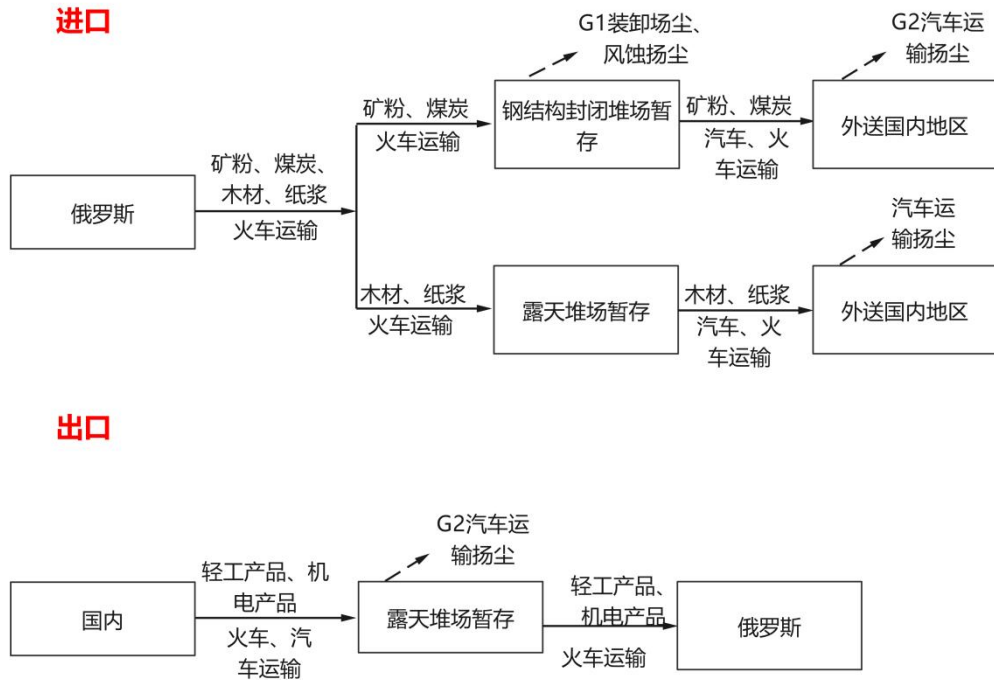 进口
G1装卸场尘、
风蚀扬尘
G2汽车运
输扬尘
俄罗斯
矿粉、煤炭、
木材、纸浆
火车运输
矿粉、煤炭
火车运输
钢结构封闭堆场暂
存
矿粉、煤炭
汽车、火
车运输
外送国内地区
木材、纸浆
火车运输
露天堆场暂存
木材、纸浆
汽车、火
车运输
汽车运
输扬尘
外送国内地区
出口
国内
轻工产品、机
电产品
火车、汽
车运输
G2汽车运
输扬尘
露天堆场暂存
轻工产品、
机电产品
火车运输
俄罗斯